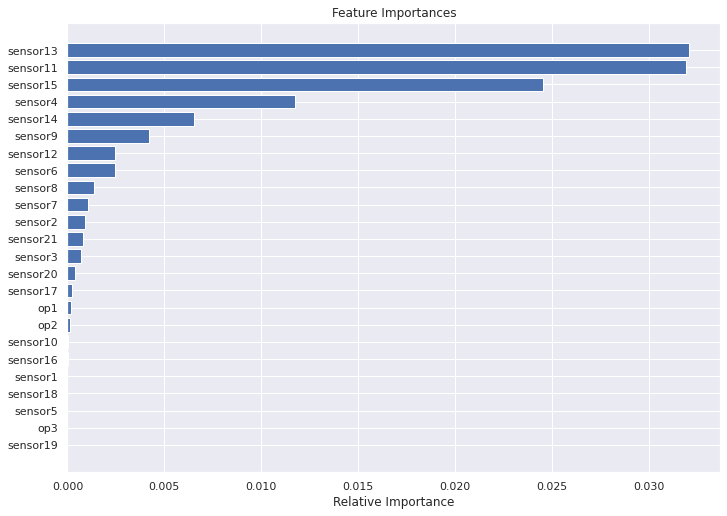 Feature Importances
sensor13
sensor11
sensor15
sensor4
sensor14
sensor9
sensor12
sensor6
sensor8
sensor7
sensor2
sensor21
sensor3
sensor20
sensor17
op1
op2
sensor10
sensor16
sensor1
sensor18
sensor5
op3
sensor19
0.000 0.005 0.010 0.015 0.020 0.025 0.030
Relative Importance